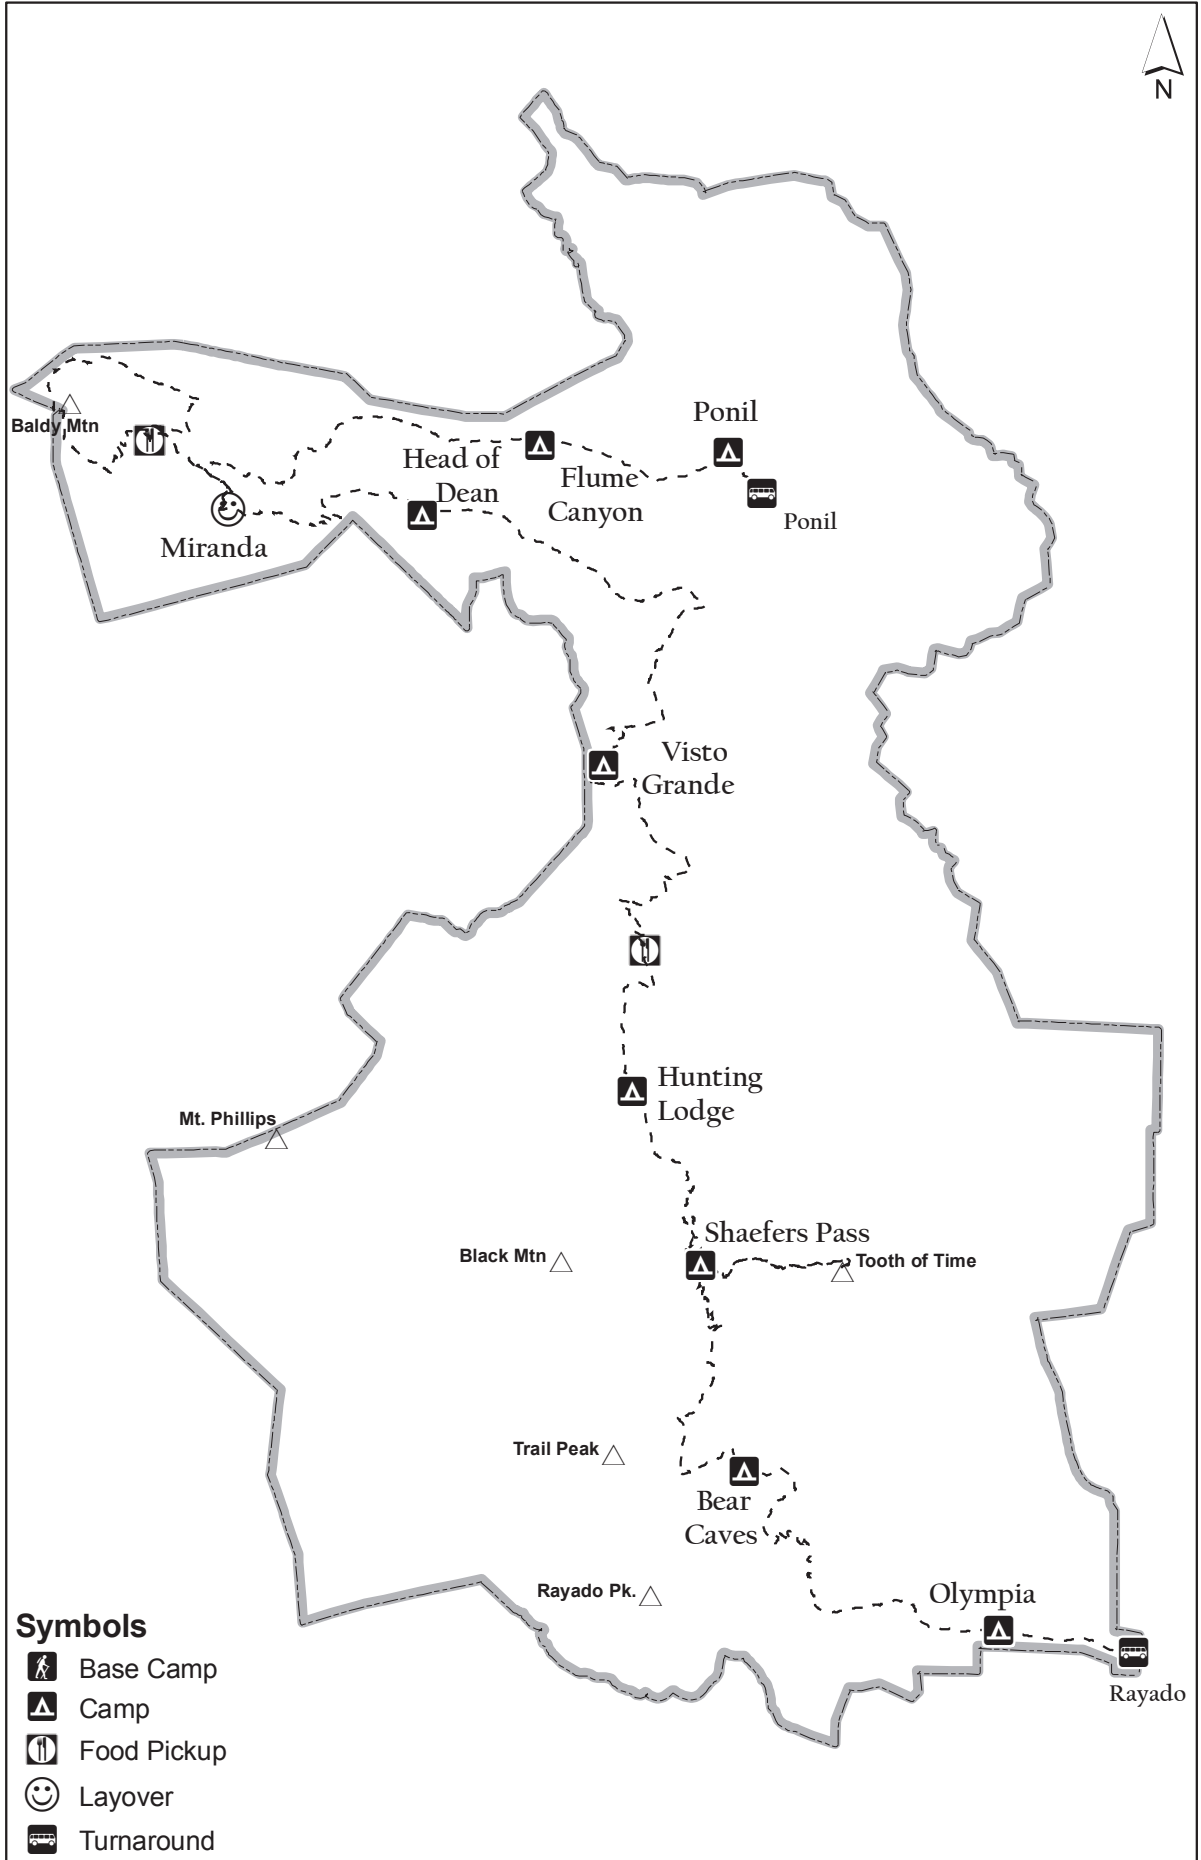 N
Baldy Mtn
Ponil
Head of
Dean
Flume
Canyon
Ponil
Miranda
Visto
Grande
Hunting
Lodge
Mt. Phillips
Shaefers Pass
Black Mtn
Tooth of Time
Trail Peak
Bear
Caves
Rayado Pk.
Olympia
Rayado
Symbols
Base Camp
Camp
Food Pickup
Layover
Turnaround